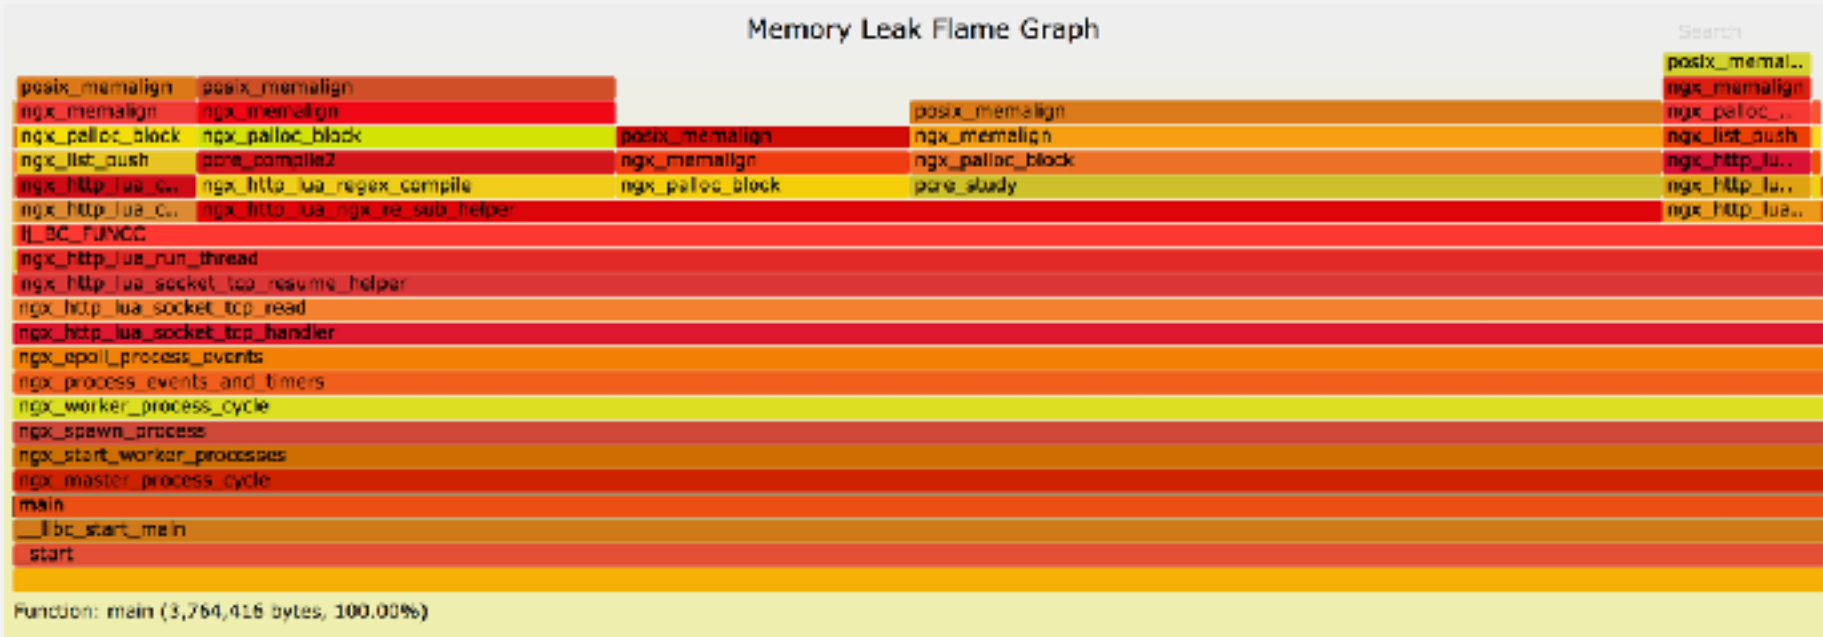 Memory Leak Flame Graph
Search
posix_memal..
posix_memalign posix_memalign ngx_memalign
ngx_memalign ngx_memalign posix_memalign ngx_palloc_..
ngx_palloc_block ngx_palloc_block posix_memalign ngx_memalign ngx_list_push
ngx_list_push pcre_compile2 ngx_memalign ngx_palloc_block ngx_http_lu..
ngx_http_lua_c.. ngx_http_lua_regex_compile ngx_palloc_block pcre_study ngx_http_lu..
ngx_http_lua_c.. ngx_http_lua_ngx_re_sub_helper ngx_http_lua..
lj_BC_FUNCC
ngx_http_lua_run_thread
ngx_http_lua_socket_tcp_resume_helper
ngx_http_lua_socket_tcp_read
ngx_http_lua_socket_tcp_handler
ngx_epoll_process_events
ngx_process_events_and_timers
ngx_worker_process_cycle
ngx_spawn_process
ngx_start_worker_processes
ngx_master_process_cycle
main
__libc_start_main
_start
Function: main (3,764,416 bytes, 100.00%)